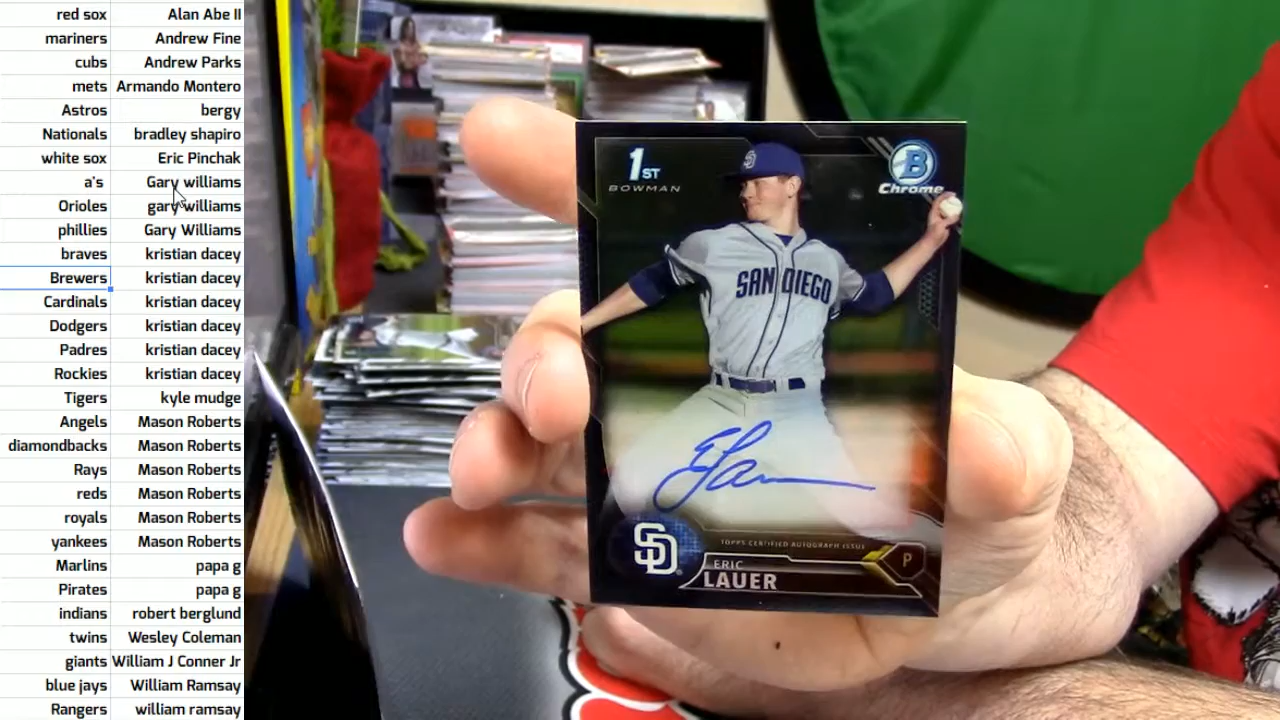 red sox Alan Abe II
mariners Andrew Fine
cubs Andrew Parks
mets Armando Montero
Astros bergy
Nationals bradley shapiro
white sox Eric Pinchak
a's Gary williams
Orioles gary williams
phillies Gary Williams
braves kristian dacey
Brewers kristian dacey
Cardinals kristian dacey
Dodgers kristian dacey
Padres kristian dacey
Rockies kristian dacey
Tigers kyle mudge
Angels Mason Roberts
diamondbacks Mason Roberts
Rays Mason Roberts
reds Mason Roberts
royals Mason Roberts
yankees Mason Roberts
Marlins papa g
Pirates papa g
indians robert berglund
twins Wesley Coleman
giants William J Conner Jr
blue jays William Ramsay
Rangers william ramsay
1ST
BOWMAN
B
Chrome
SD
SAN DIEGO
E Lauer
SD
TOPPS CERTIFIED AUTOGRAPH ISSUE
P
ERIC
LAUER